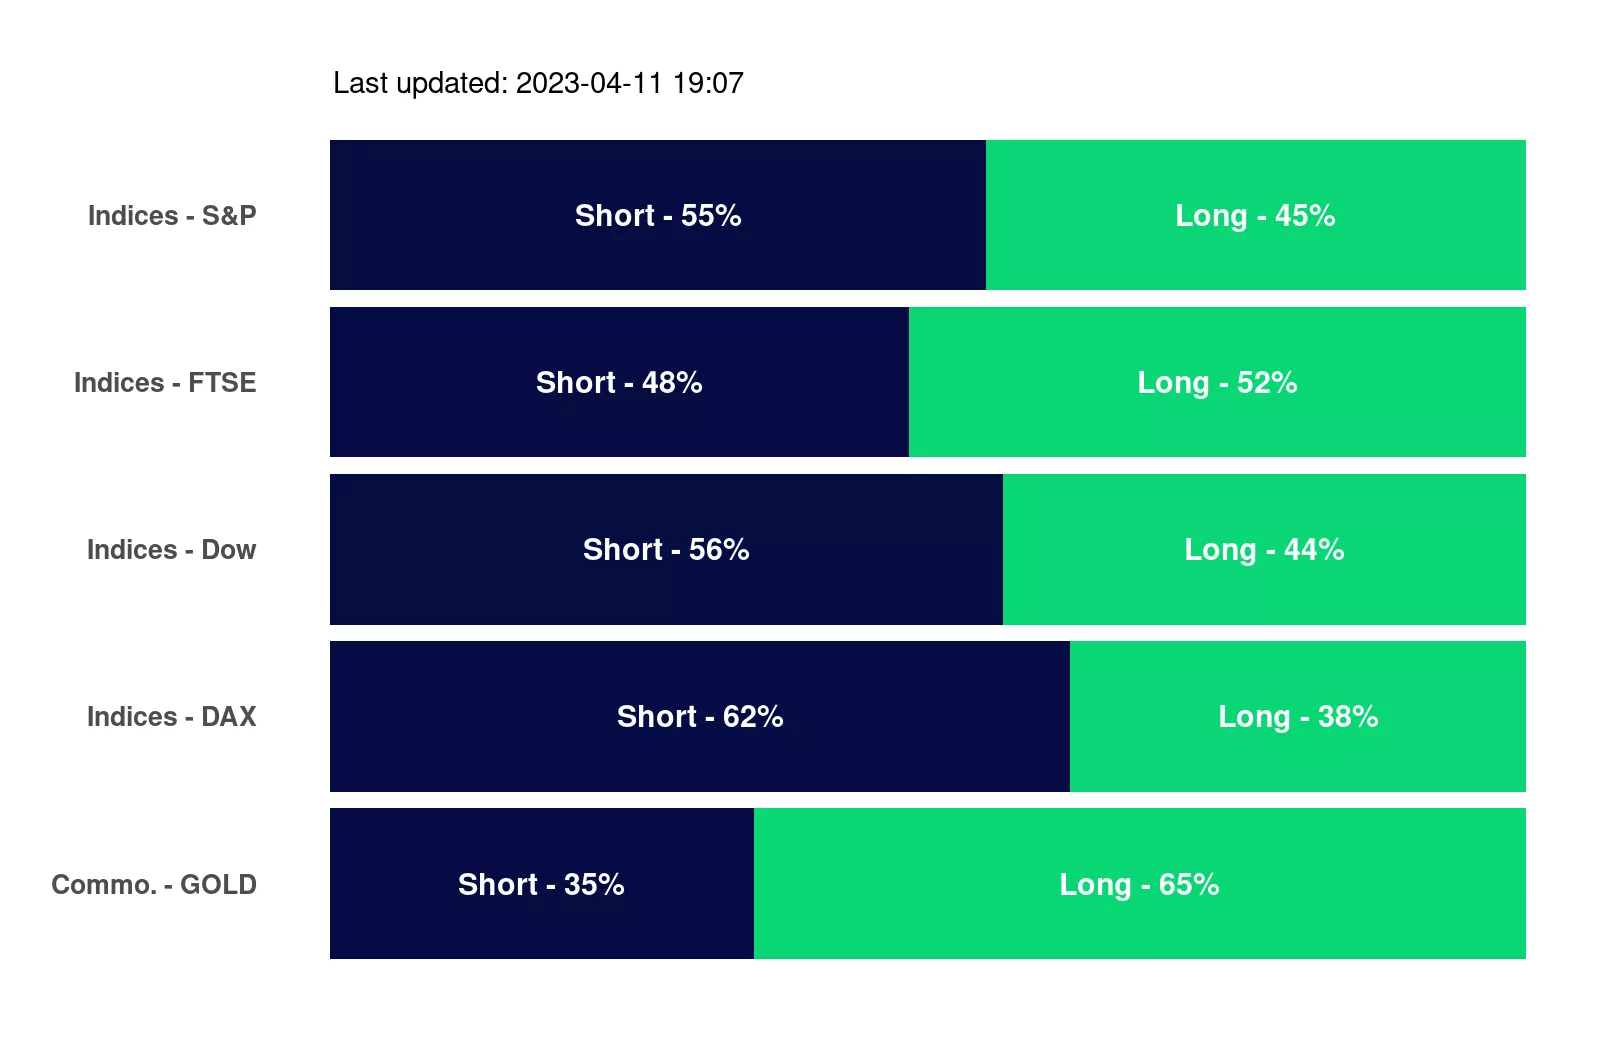 Last updated: 2023-04-11 19:07
Indices - S&P Short - 55% Long - 45%
Indices - FTSE Short - 48% Long - 52%
Indices - Dow Short - 56% Long - 44%
Indices - DAX Short - 62% Long - 38%
Commo. - GOLD Short - 35% Long - 65%